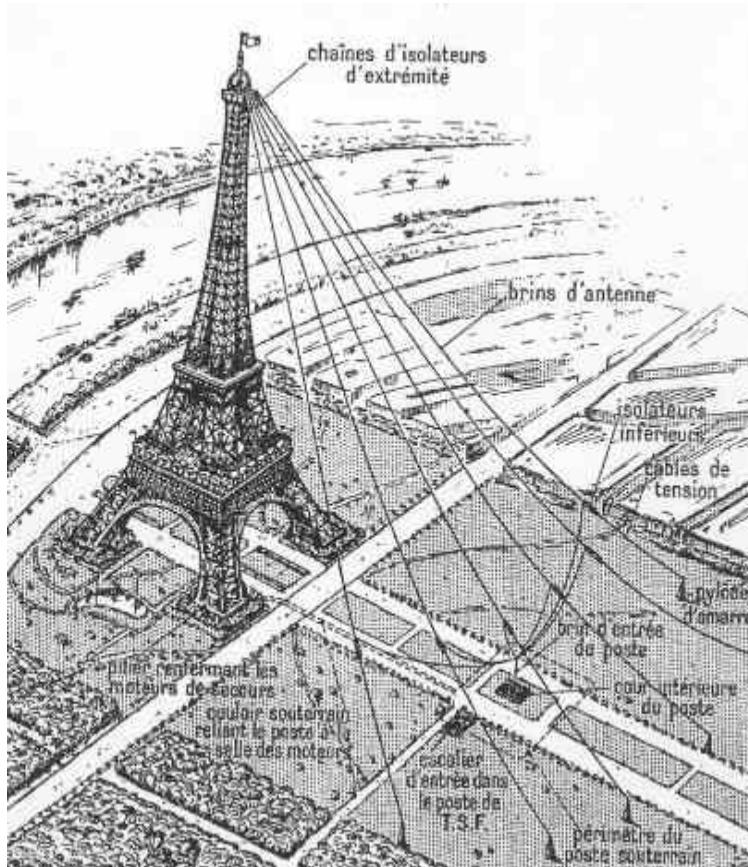 chaînes d'isolateurs
d'extrémité
brins d'antenne
isolateurs
inférieurs
câbles de
tension
pylône
d'amarr
brin d'entrée
du poste
cour intérieure
du poste
pilier renfermant les
moteurs de secours
couloir souterrain
reliant le poste à la
salle des moteurs
escalier
d'entrée dans
le poste de
T.S.F.
périmètre du
poste souterrain